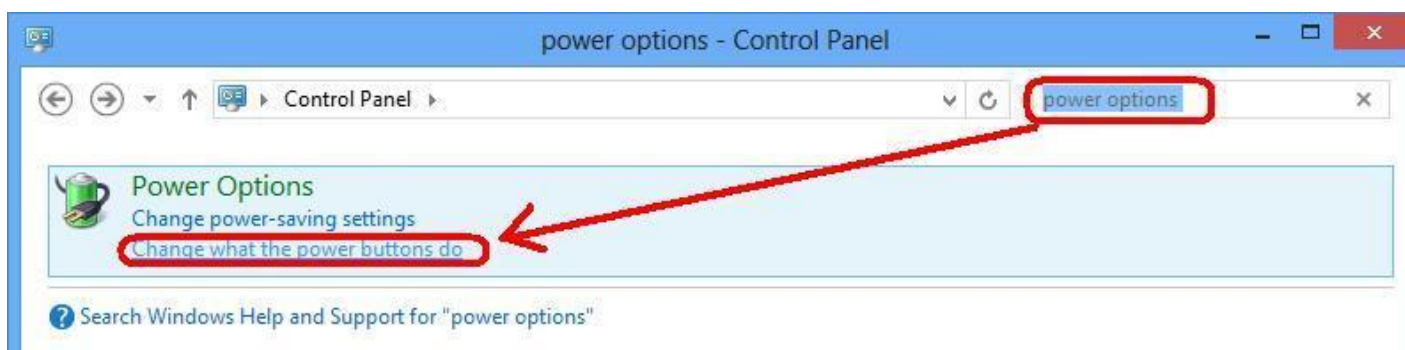 power options - Control Panel
Control Panel
power options
Power Options
Change power-saving settings
Change what the power buttons do
Search Windows Help and Support for "power options"